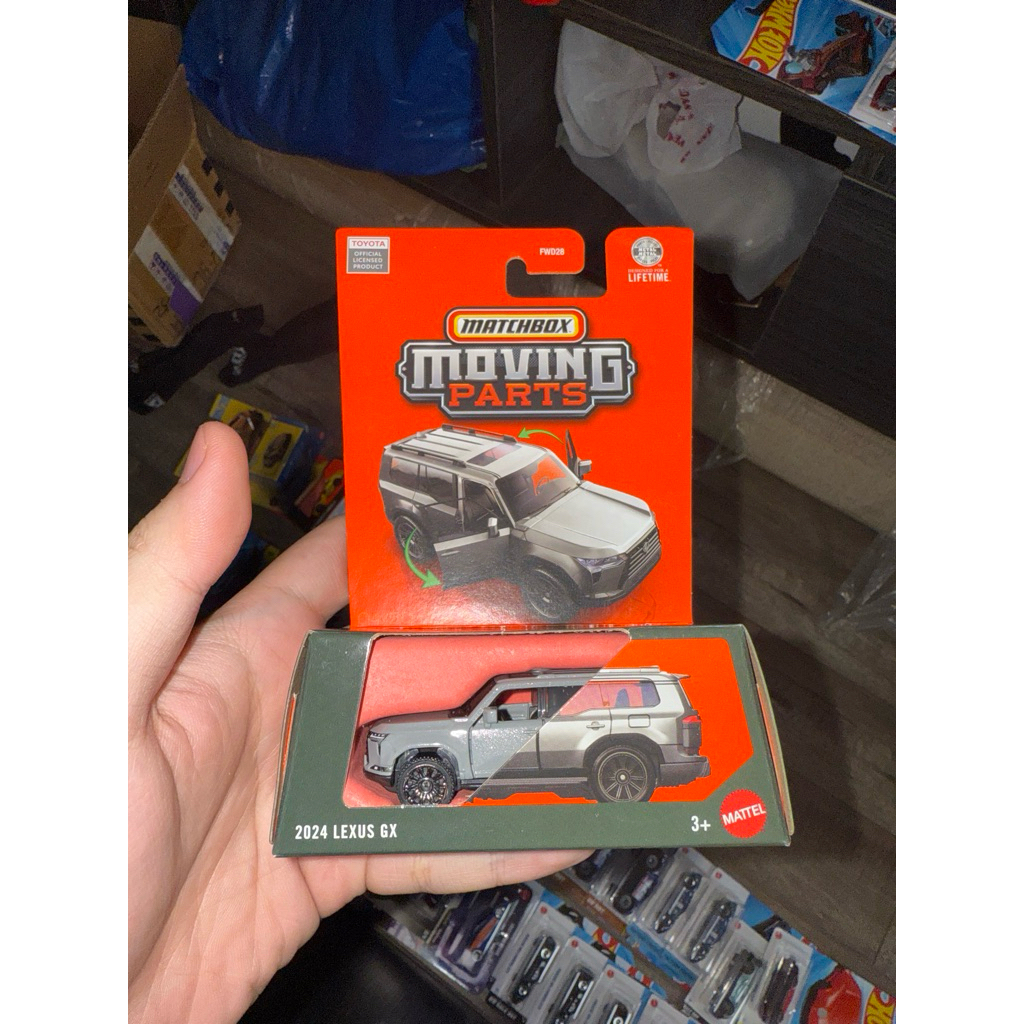 TOYOTA
OFFICIAL
LICENSED
PRODUCT
FWD28
DESIGNED FOR A
LIFETIME
MATCHBOX
MOVING
PARTS
2024 LEXUS GX
3+
MATTEL